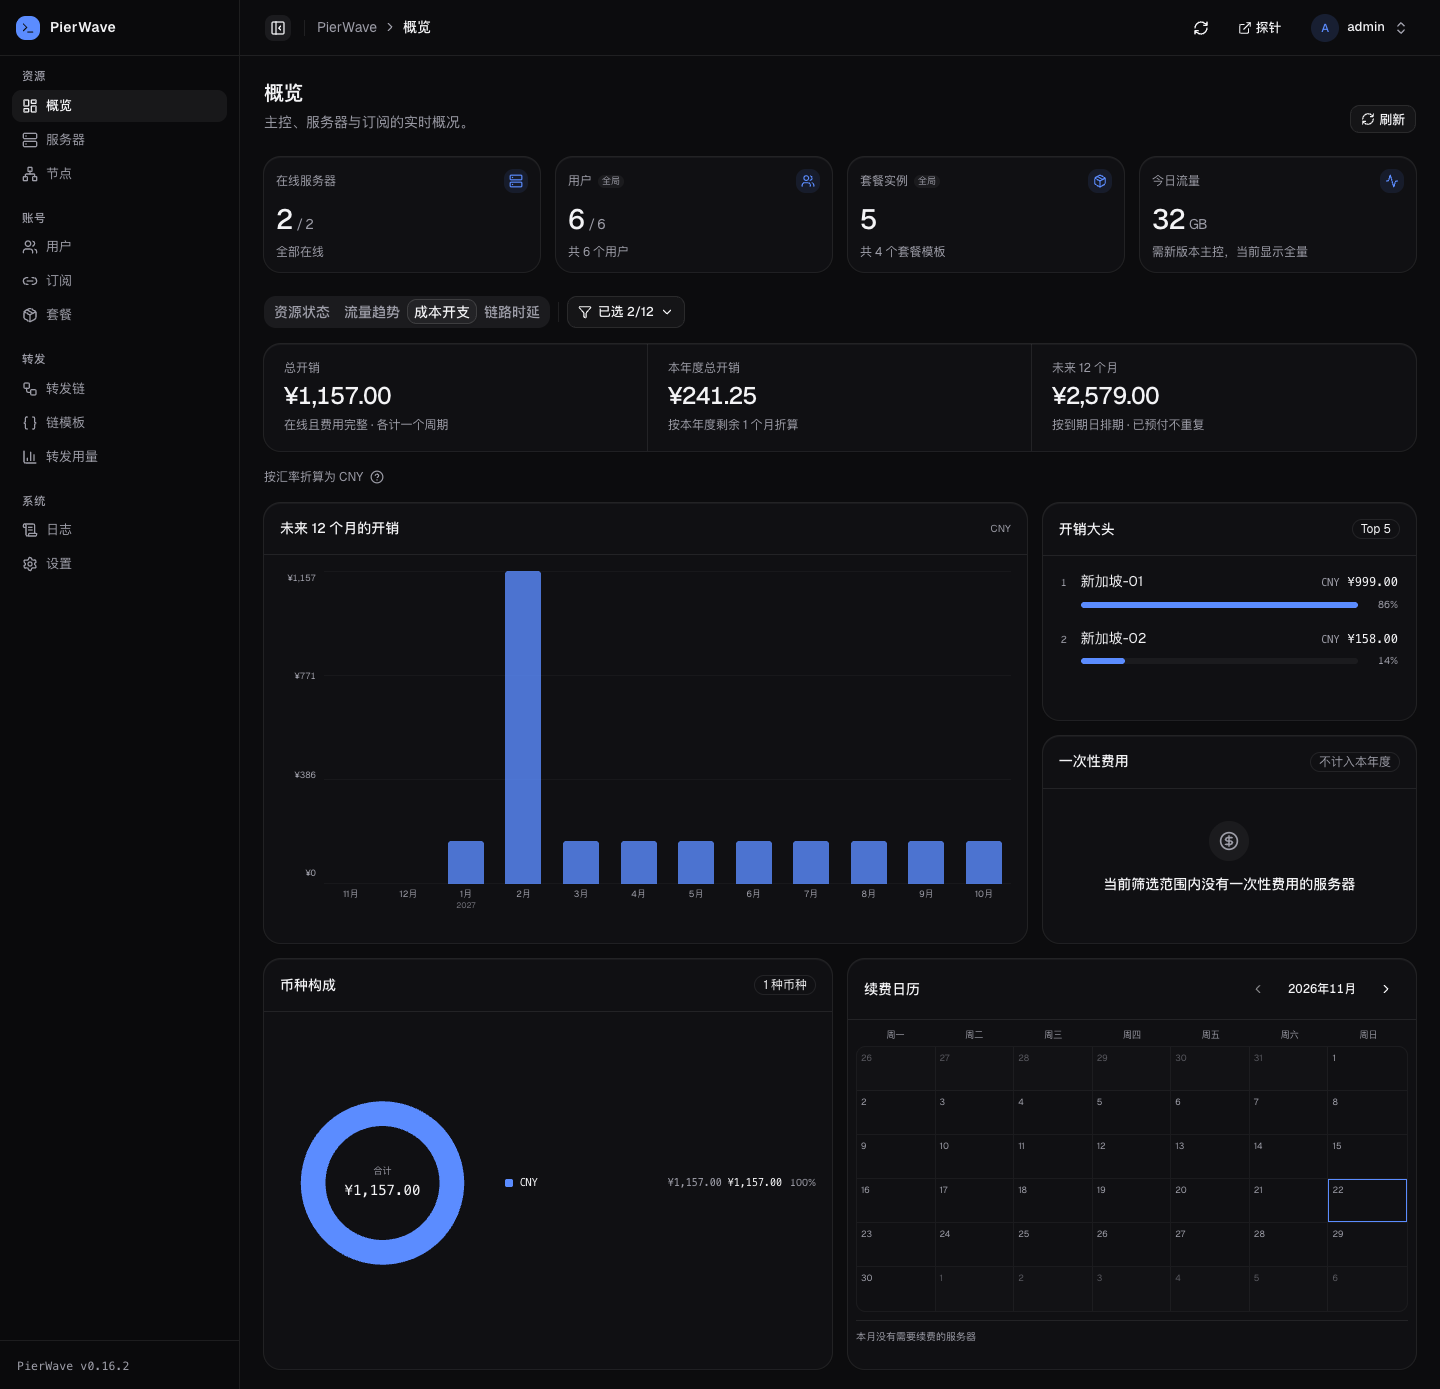 PierWave
PierWave > 概览
探针
A
admin
资源
概览
服务器
节点
账号
用户
订阅
套餐
转发
转发链
链模板
转发用量
系统
日志
设置
PierWave v0.16.2
概览
主控、服务器与订阅的实时概况。
刷新
在线服务器
2 / 2
全部在线
用户 全局
6 / 6
共 6 个用户
套餐实例 全局
5
共 4 个套餐模板
今日流量
32 GB
需新版本主控，当前显示全量
资源状态 流量趋势 成本开支 链路时延
已选 2/12
总开销
¥1,157.00
在线且费用完整 · 各计一个周期
本年度总开销
¥241.25
按本年度剩余 1 个月折算
未来 12 个月
¥2,579.00
按到期日排期 · 已预付不重复
按汇率折算为 CNY
未来 12 个月的开销 CNY
¥1,157
¥771
¥386
¥0
11月 12月 1月 2月 3月 4月 5月 6月 7月 8月 9月 10月
2027
开销大头 Top 5
1 新加坡-01 CNY ¥999.00
86%
2 新加坡-02 CNY ¥158.00
14%
一次性费用 不计入本年度
当前筛选范围内没有一次性费用的服务器
币种构成 1 种币种
合计
¥1,157.00
CNY ¥1,157.00 ¥1,157.00 100%
续费日历 2026年11月
周一 周二 周三 周四 周五 周六 周日
26 27 28 29 30 31 1
2 3 4 5 6 7 8
9 10 11 12 13 14 15
16 17 18 19 20 21 22
23 24 25 26 27 28 29
30 1 2 3 4 5 6
本月没有需要续费的服务器